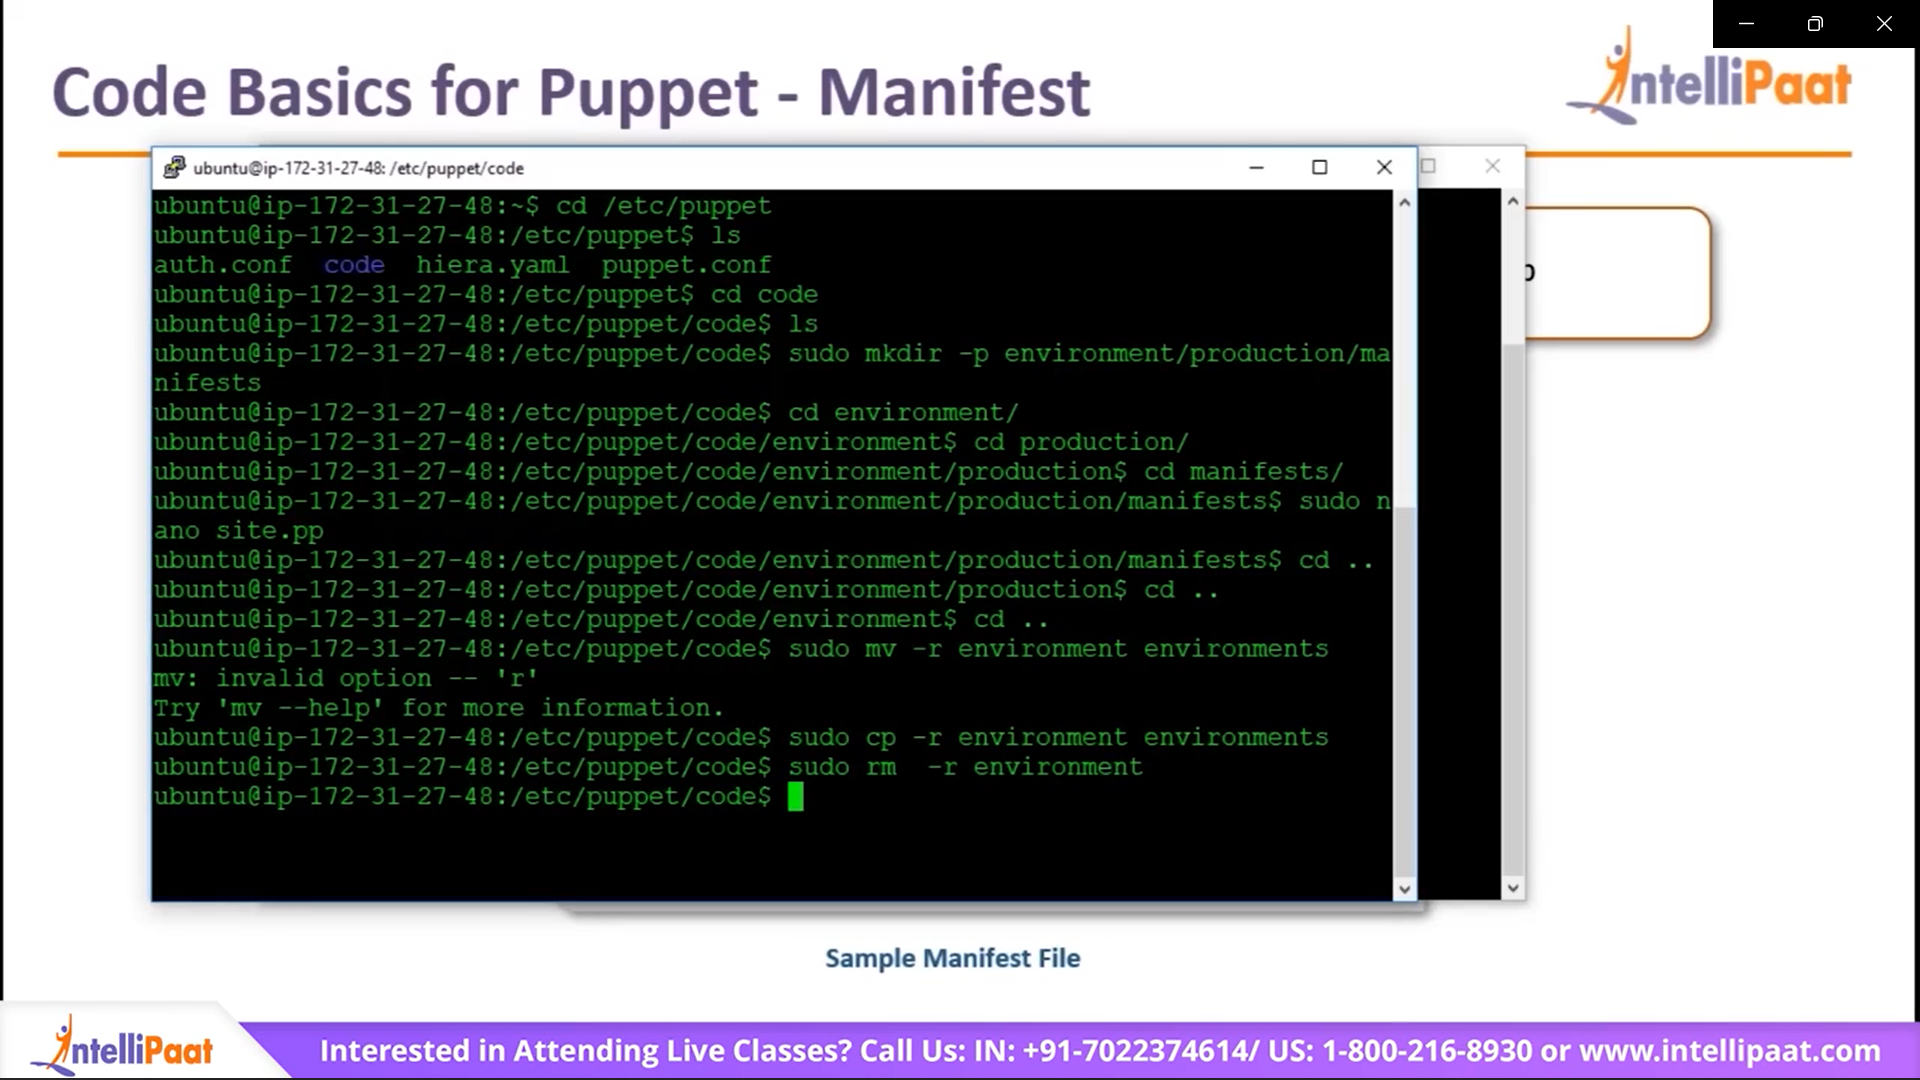 Code Basics for Puppet - Manifest
IntelliPaat
ubuntu@ip-172-31-27-48: /etc/puppet/code
ubuntu@ip-172-31-27-48:~$ cd /etc/puppet
ubuntu@ip-172-31-27-48:/etc/puppet$ ls
auth.conf  code  hiera.yaml  puppet.conf
ubuntu@ip-172-31-27-48:/etc/puppet$ cd code
ubuntu@ip-172-31-27-48:/etc/puppet/code$ ls
ubuntu@ip-172-31-27-48:/etc/puppet/code$ sudo mkdir -p environment/production/ma
nifests
ubuntu@ip-172-31-27-48:/etc/puppet/code$ cd environment/
ubuntu@ip-172-31-27-48:/etc/puppet/code/environment$ cd production/
ubuntu@ip-172-31-27-48:/etc/puppet/code/environment/production$ cd manifests/
ubuntu@ip-172-31-27-48:/etc/puppet/code/environment/production/manifests$ sudo n
ano site.pp
ubuntu@ip-172-31-27-48:/etc/puppet/code/environment/production/manifests$ cd ..
ubuntu@ip-172-31-27-48:/etc/puppet/code/environment/production$ cd ..
ubuntu@ip-172-31-27-48:/etc/puppet/code/environment$ cd ..
ubuntu@ip-172-31-27-48:/etc/puppet/code$ sudo mv -r environment environments
mv: invalid option -- 'r'
Try 'mv --help' for more information.
ubuntu@ip-172-31-27-48:/etc/puppet/code$ sudo cp -r environment environments
ubuntu@ip-172-31-27-48:/etc/puppet/code$ sudo rm  -r environment
ubuntu@ip-172-31-27-48:/etc/puppet/code$
Sample Manifest File
IntelliPaat
Interested in Attending Live Classes? Call Us: IN: +91-7022374614/ US: 1-800-216-8930 or www.intellipaat.com